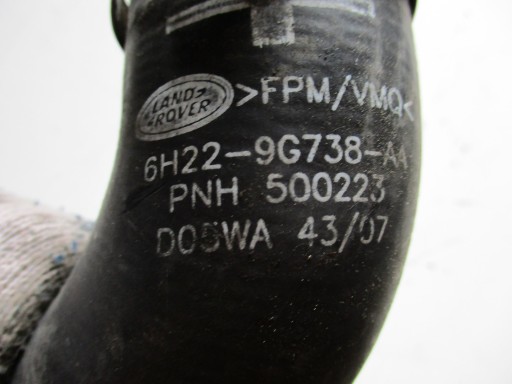 LAND
ROVER
>FPM/VMQ<
6H22-9G738-AA
PNH 500223
D05WA 43/07